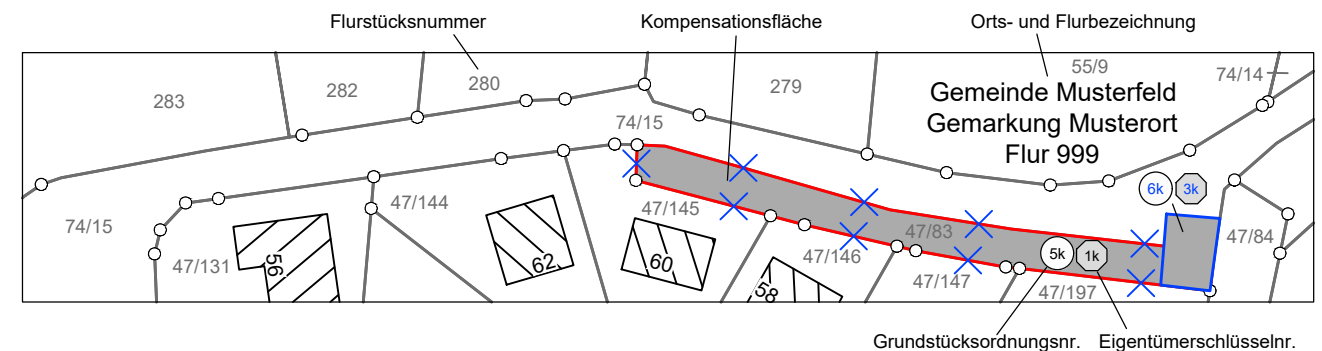 Flurstücksnummer
Kompensationsfläche
Orts- und Flurbezeichnung
283
282
280
279
55/9
74/14
Gemeinde Musterfeld
Gemarkung Musterort
Flur 999
74/15
6k
3k
47/144
47/145
74/15
47/131
56
62
60
58
47/146
47/83
47/84
5k
1k
47/147
47/197
Grundstücksordnungsnr.
Eigentümerschlüsselnr.